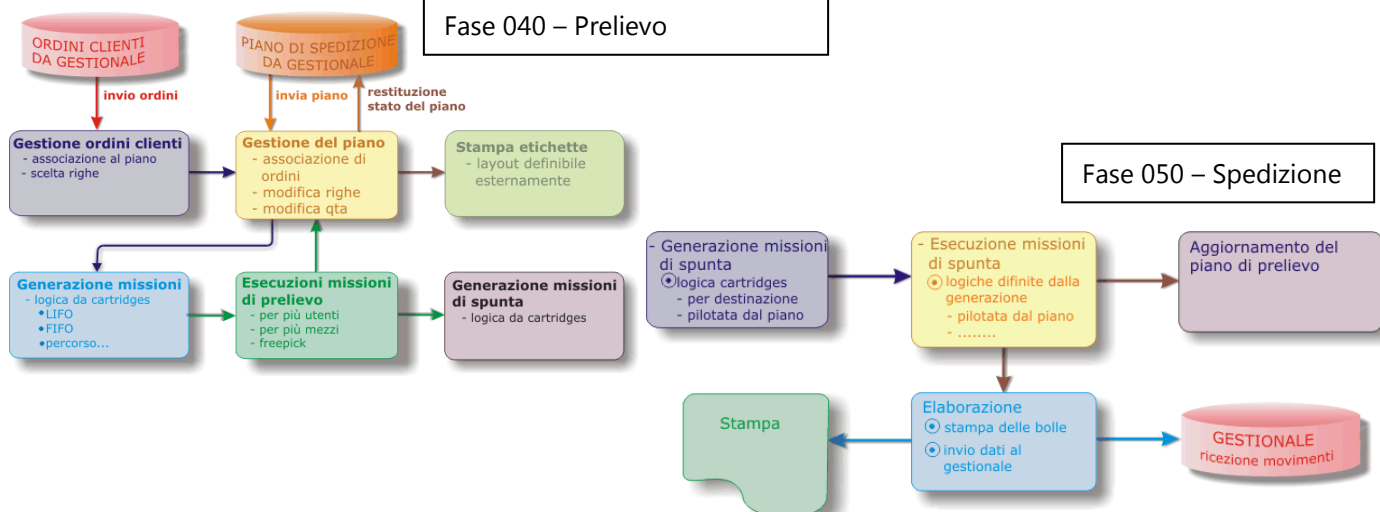 Fase 040 – Prelievo
ORDINI CLIENTI
DA GESTIONALE
PIANO DI SPEDIZIONE
DA GESTIONALE
invio ordini
invia piano
restituzione
stato del piano
Gestione ordini clienti
- associazione al piano
- scelta righe
Gestione del piano
- associazione di
ordini
- modifica righe
- modifica qta
Stampa etichette
- layout definibile
esternamente
Generazione missioni
- logica da cartridges
•LIFO
•FIFO
•percorso...
Esecuzioni missioni
di prelievo
- per più utenti
- per più mezzi
- freepick
Generazione missioni
di spunta
- logica da cartridges
Fase 050 – Spedizione
- Generazione missioni
di spunta
logica cartridges
- per destinazione
- pilotata dal piano
- Esecuzione missioni
di spunta
logiche difinite dalla
generazione
- pilotata dal piano
- ........
Aggiornamento del
piano di prelievo
Stampa
Elaborazione
stampa delle bolle
invio dati al
gestionale
GESTIONALE
ricezione movimenti